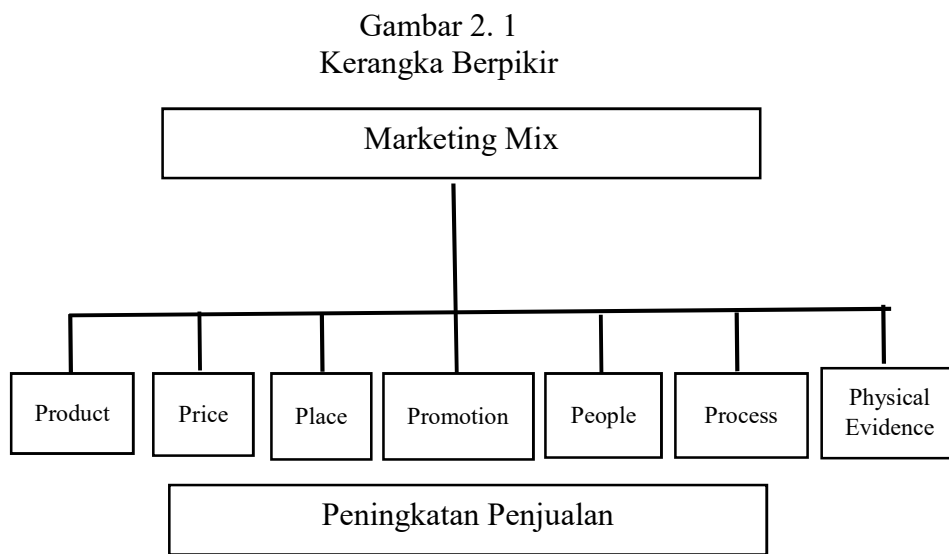 Gambar 2. 1
Kerangka Berpikir
Marketing Mix
Product
Price
Place
Promotion
People
Process
Physical
Evidence
Peningkatan Penjualan